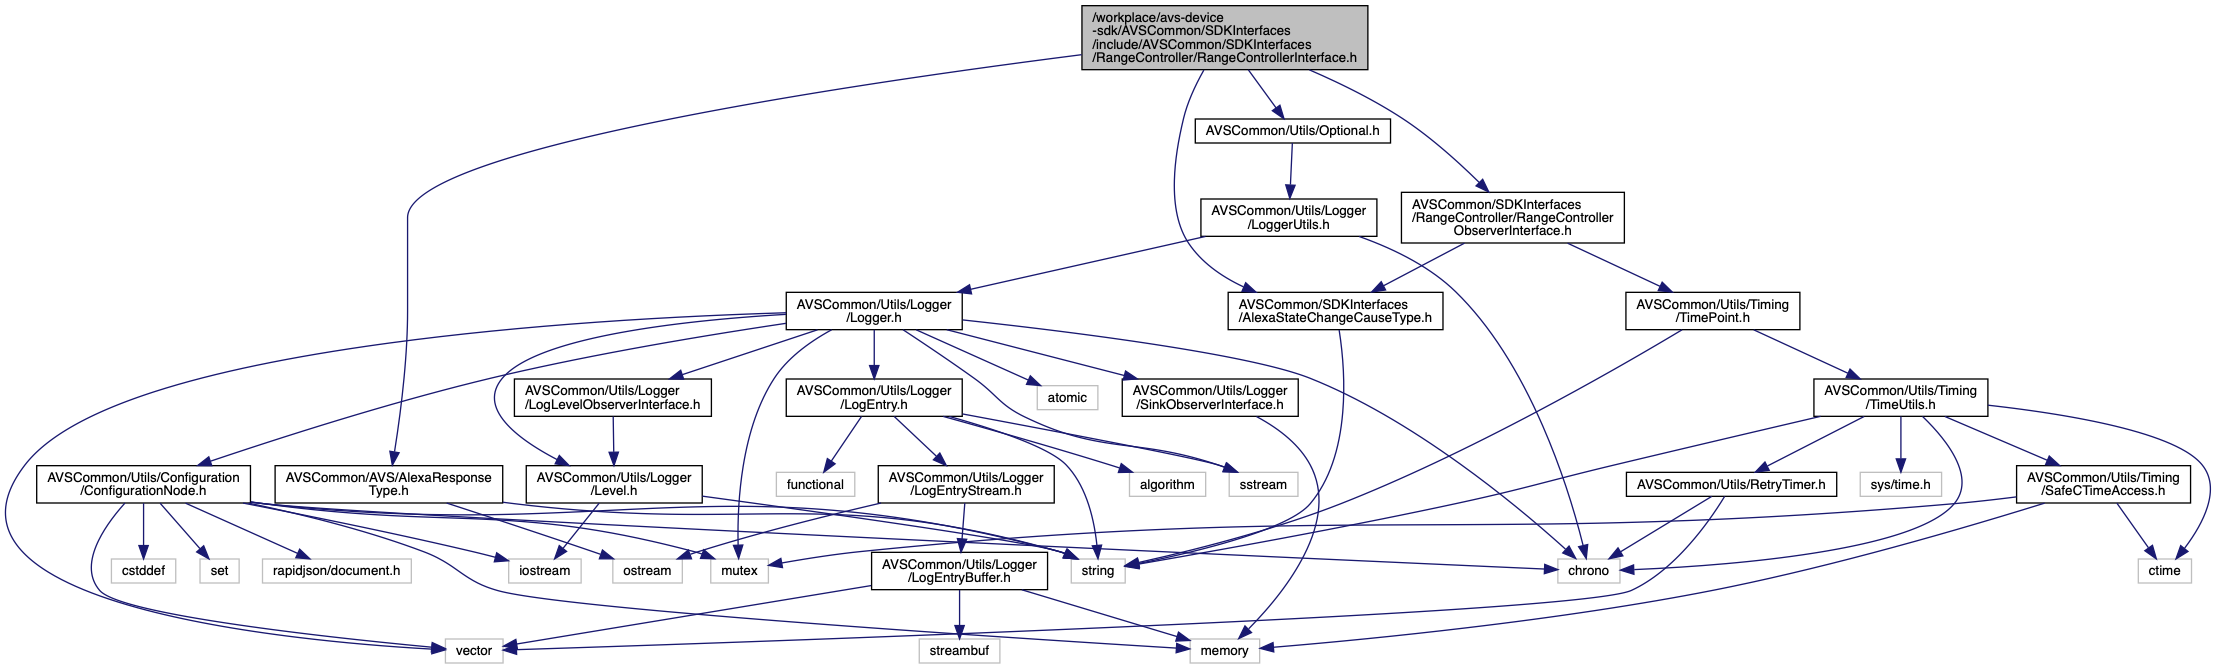 /workplace/avs-device
-sdk/AVSCommon/SDKInterfaces
/include/AVSCommon/SDKInterfaces
/RangeController/RangeControllerInterface.h
AVSCommon/Utils/Optional.h
AVSCommon/Utils/Logger
/LoggerUtils.h
AVSCommon/SDKInterfaces
/RangeController/RangeController
ObserverInterface.h
AVSCommon/Utils/Logger
/Logger.h
AVSCommon/SDKInterfaces
/AlexaStateChangeCauseType.h
AVSCommon/Utils/Timing
/TimePoint.h
AVSCommon/Utils/Logger
/LogLevelObserverInterface.h
AVSCommon/Utils/Logger
/LogEntry.h
atomic
AVSCommon/Utils/Logger
/SinkObserverInterface.h
AVSCommon/Utils/Timing
/TimeUtils.h
AVSCommon/Utils/Configuration
/ConfigurationNode.h
AVSCommon/AVS/AlexaResponse
Type.h
AVSCommon/Utils/Logger
/Level.h
functional
AVSCommon/Utils/Logger
/LogEntryStream.h
algorithm
sstream
AVSCommon/Utils/RetryTimer.h
sys/time.h
AVSCommon/Utils/Timing
/SafeCTimeAccess.h
cstddef
set
rapidjson/document.h
iostream
ostream
mutex
AVSCommon/Utils/Logger
/LogEntryBuffer.h
string
chrono
ctime
vector
streambuf
memory